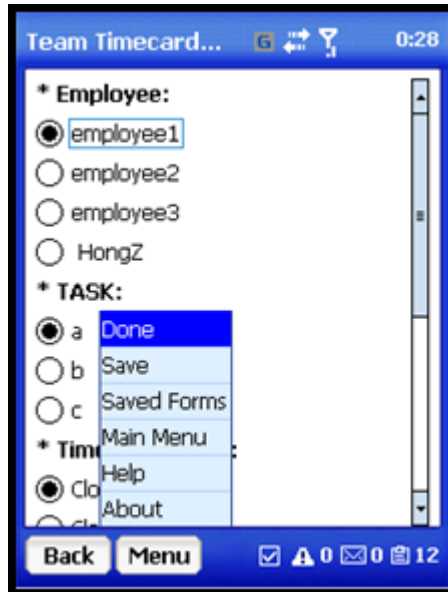 Team Timecard... G 0:28
* Employee:
employee1
employee2
employee3
HongZ
* TASK:
a
b
c
* Tim :
Clo
Done
Save
Saved Forms
Main Menu
Help
About
Back Menu 0 0 12